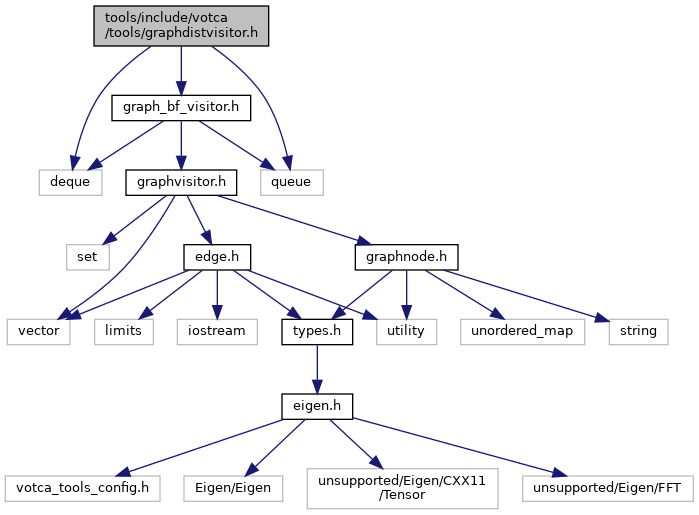 tools/include/votca
/tools/graphdistvisitor.h
graph_bf_visitor.h
deque
graphvisitor.h
queue
set
edge.h
graphnode.h
vector
limits
iostream
types.h
utility
unordered_map
string
eigen.h
votca_tools_config.h
Eigen/Eigen
unsupported/Eigen/CXX11
/Tensor
unsupported/Eigen/FFT